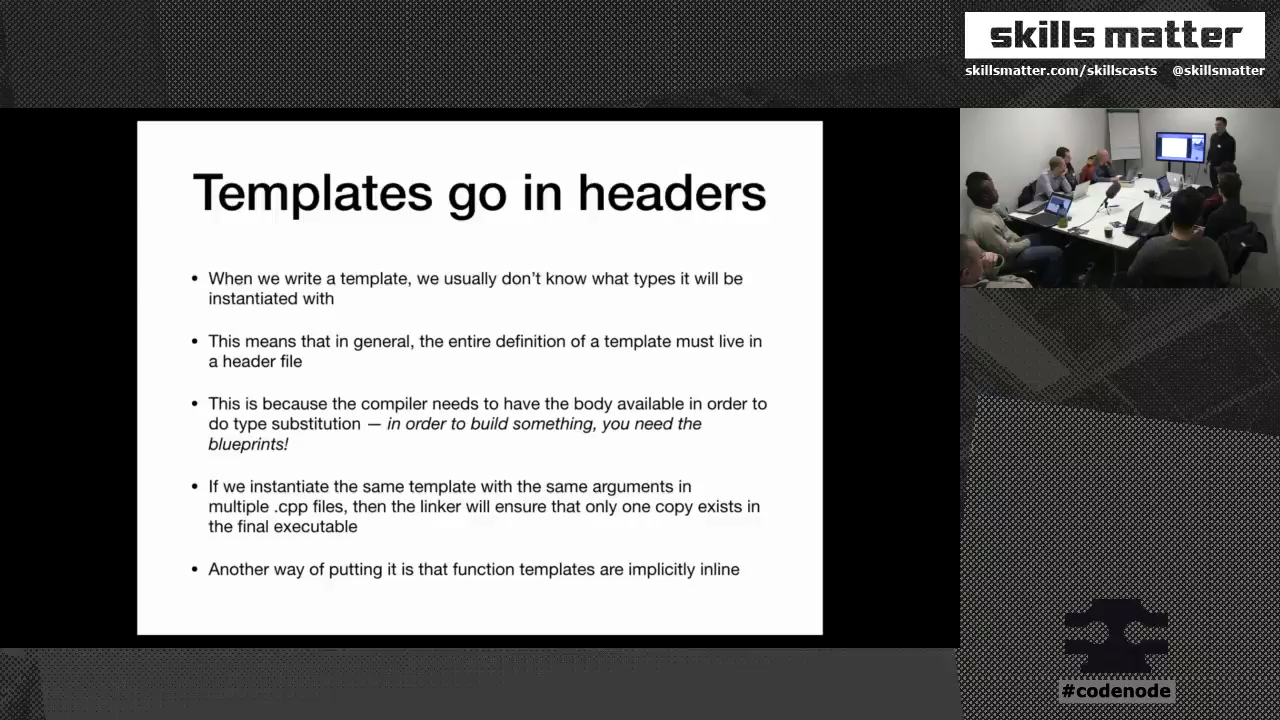 skills matter
skillsmatter.com/skillscasts @skillsmatter
Templates go in headers
• When we write a template, we usually don’t know what types it will be
instantiated with
• This means that in general, the entire definition of a template must live in
a header file
• This is because the compiler needs to have the body available in order to
do type substitution — in order to build something, you need the
blueprints!
• If we instantiate the same template with the same arguments in
multiple .cpp files, then the linker will ensure that only one copy exists in
the final executable
• Another way of putting it is that function templates are implicitly inline
#codenode